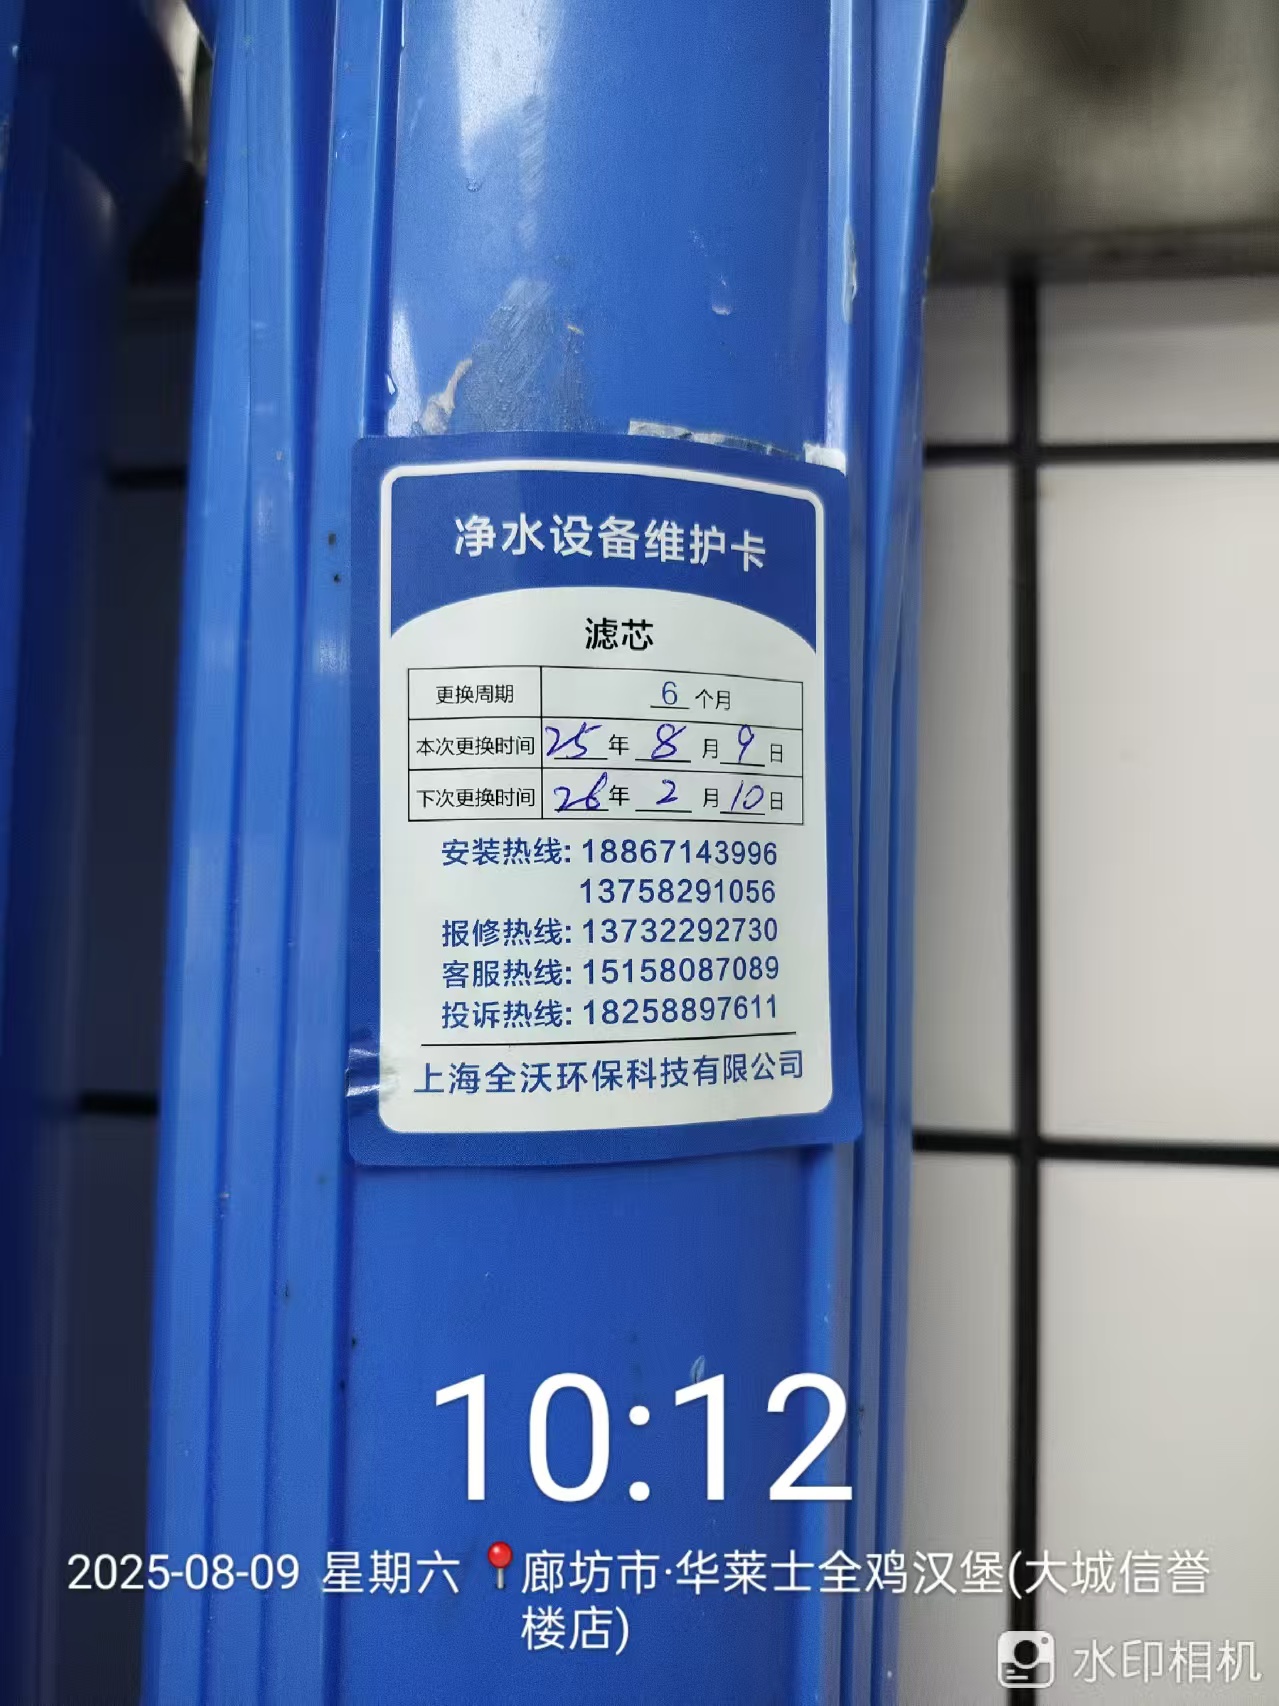 净水设备维护卡
滤芯
更换周期 6 个月
本次更换时间 25 年 8 月 9 日
下次更换时间 26 年 2 月 10 日
安装热线: 18867143996
13758291056
报修热线: 13732292730
客服热线: 15158087089
投诉热线: 18258897611
上海全沃环保科技有限公司
10:12
2025-08-09 星期六 📍廊坊市·华莱士全鸡汉堡(大城信誉
楼店)
水印相机